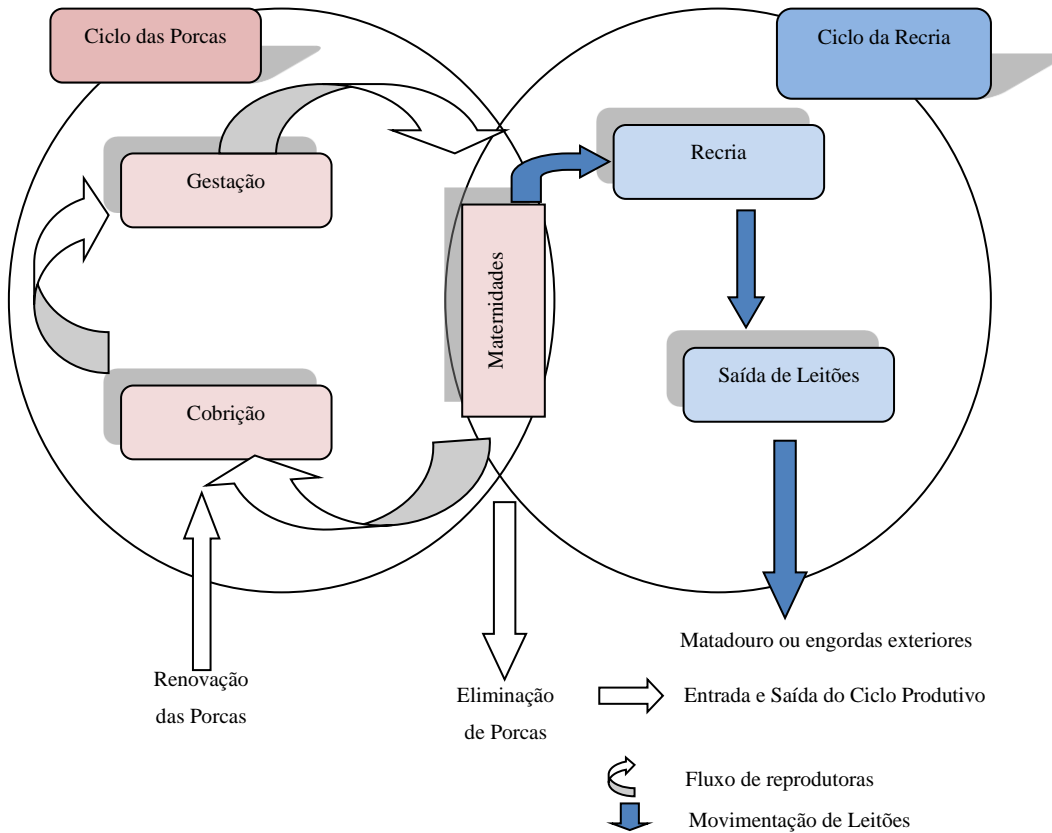 Ciclo das Porcas
Ciclo da Recria
Gestação
Recria
Maternidades
Saída de Leitões
Cobrição
Matadouro ou engordas exteriores
Renovação
das Porcas
Eliminação
de Porcas
Entrada e Saída do Ciclo Produtivo
Fluxo de reprodutoras
Movimentação de Leitões